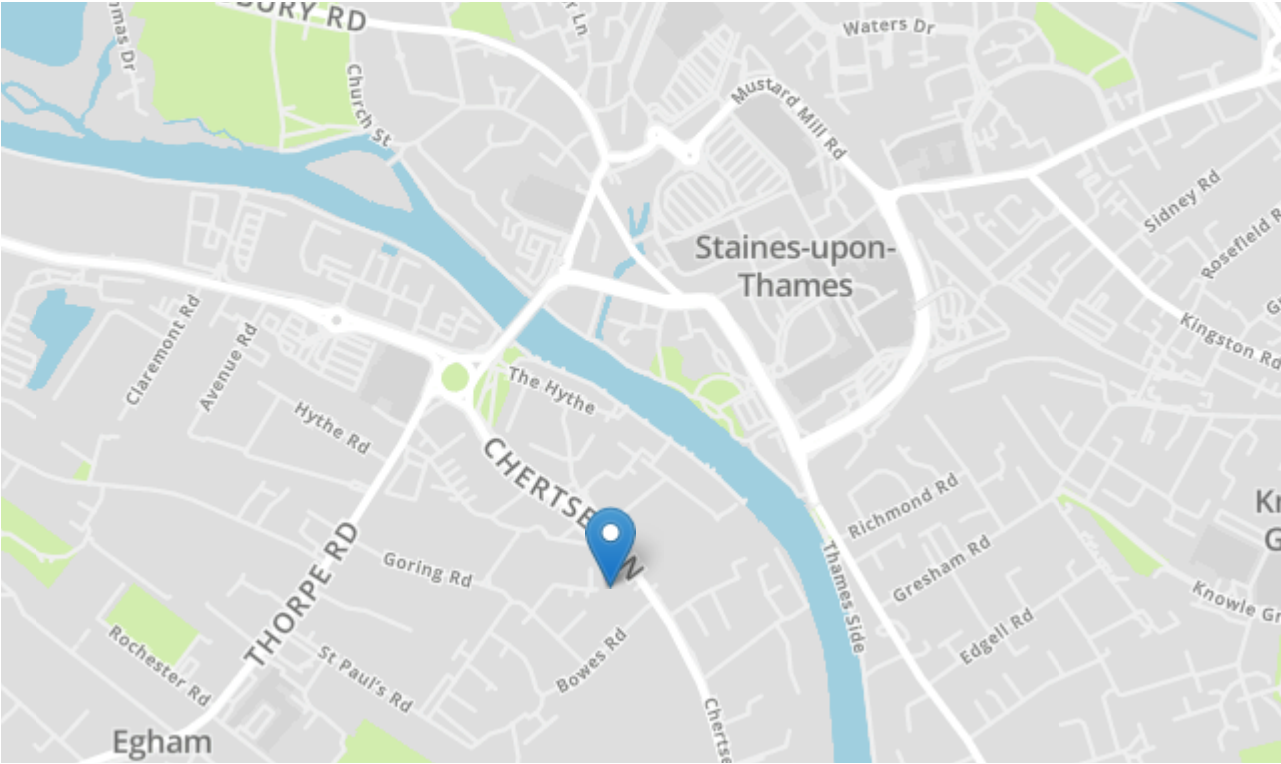 BURY RD
Church St
Waters Dr
Mustard Mill Rd
Sidney Rd
Rosefield R
Staines-upon-
Thames
Kingston Rd
Claremont Rd
Avenue Rd
The Hythe
Hythe Rd
CHERTSE
N
Richmond Rd
Thames Side
Gresham Rd
Goring Rd
THORPE RD
Knowle Gr
Edgell Rd
Rochester Rd
St Paul's Rd
Bowes Rd
Chertse
Egham